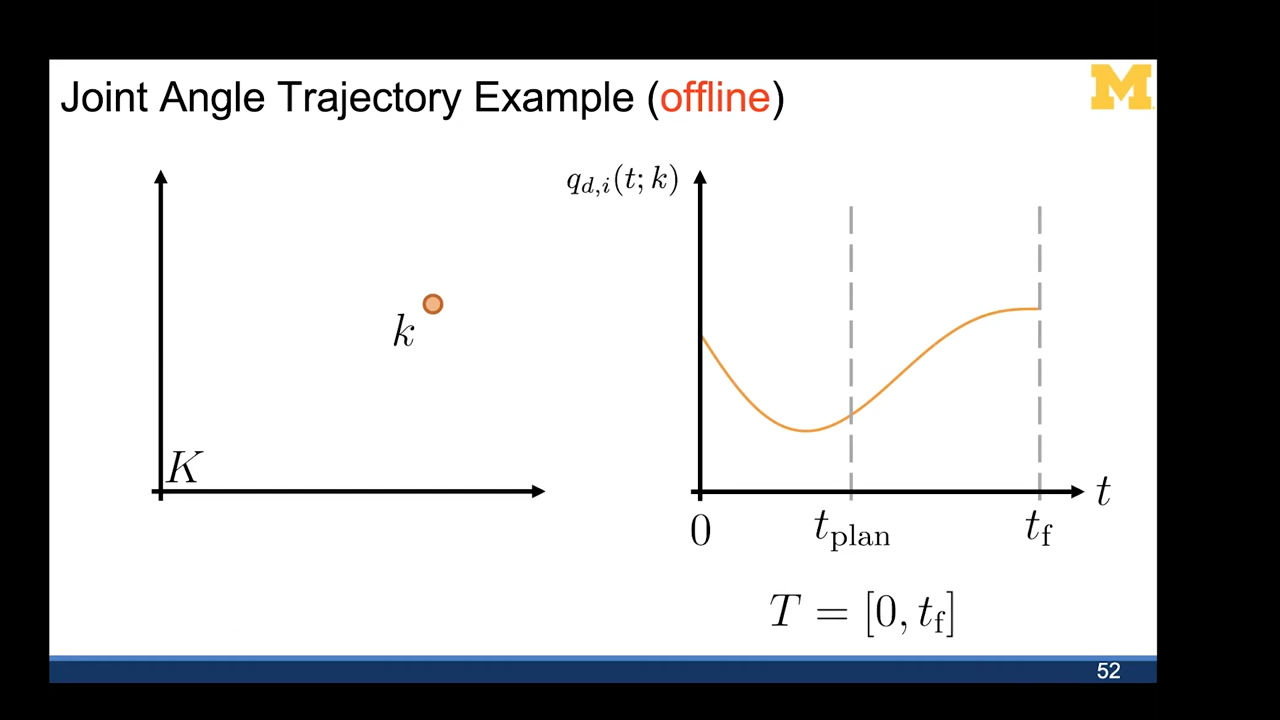 Joint Angle Trajectory Example (offline)
M
q_{d,i}(t; k)
k
K
0
t_plan
t_f
t
T = [0, t_f]
52